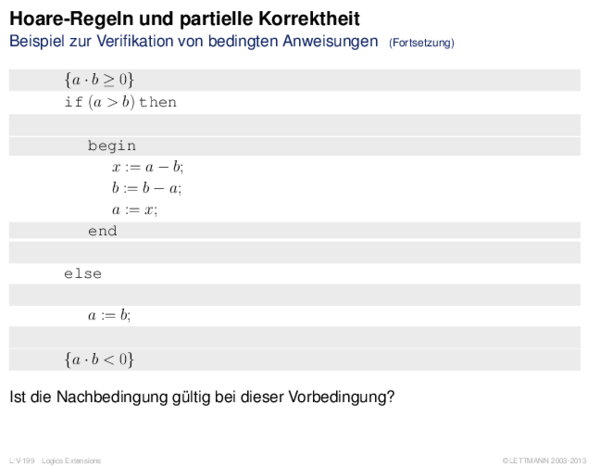 Hoare-Regeln und partielle Korrektheit
Beispiel zur Verifikation von bedingten Anweisungen (Fortsetzung)
{a · b ≥ 0}
if (a > b) then
begin
x := a − b;
b := b − a;
a := x;
end
else
a := b;
{a · b < 0}
Ist die Nachbedingung gültig bei dieser Vorbedingung?
L:V-199 Logics Extensions ©LETTMANN 2003-2013